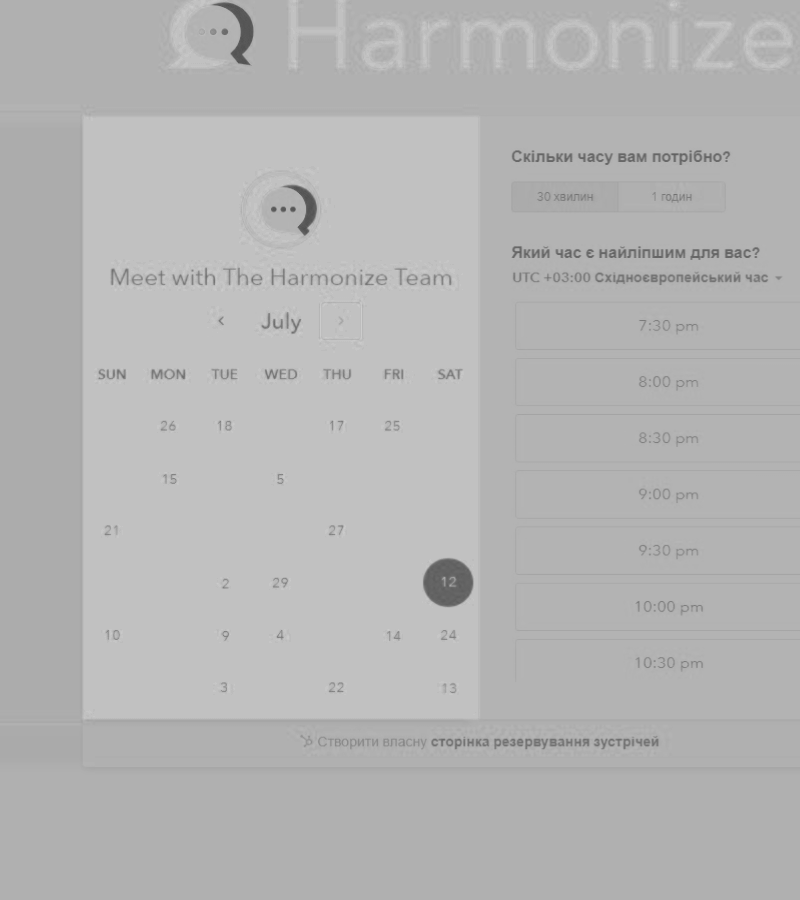 Harmonize
Скільки часу вам потрібно?
30 хвилин 1 годин
Який час є найліпшим для вас?
UTC +03:00 Східноєвропейський час
Meet with The Harmonize Team
July
SUN MON TUE WED THU FRI SAT
26 18 17 25
15 5
21 27
2 29 12
10 9 4 14 24
3 22 13
7:30 pm
8:00 pm
8:30 pm
9:00 pm
9:30 pm
10:00 pm
10:30 pm
Створити власну сторінка резервування зустрічей